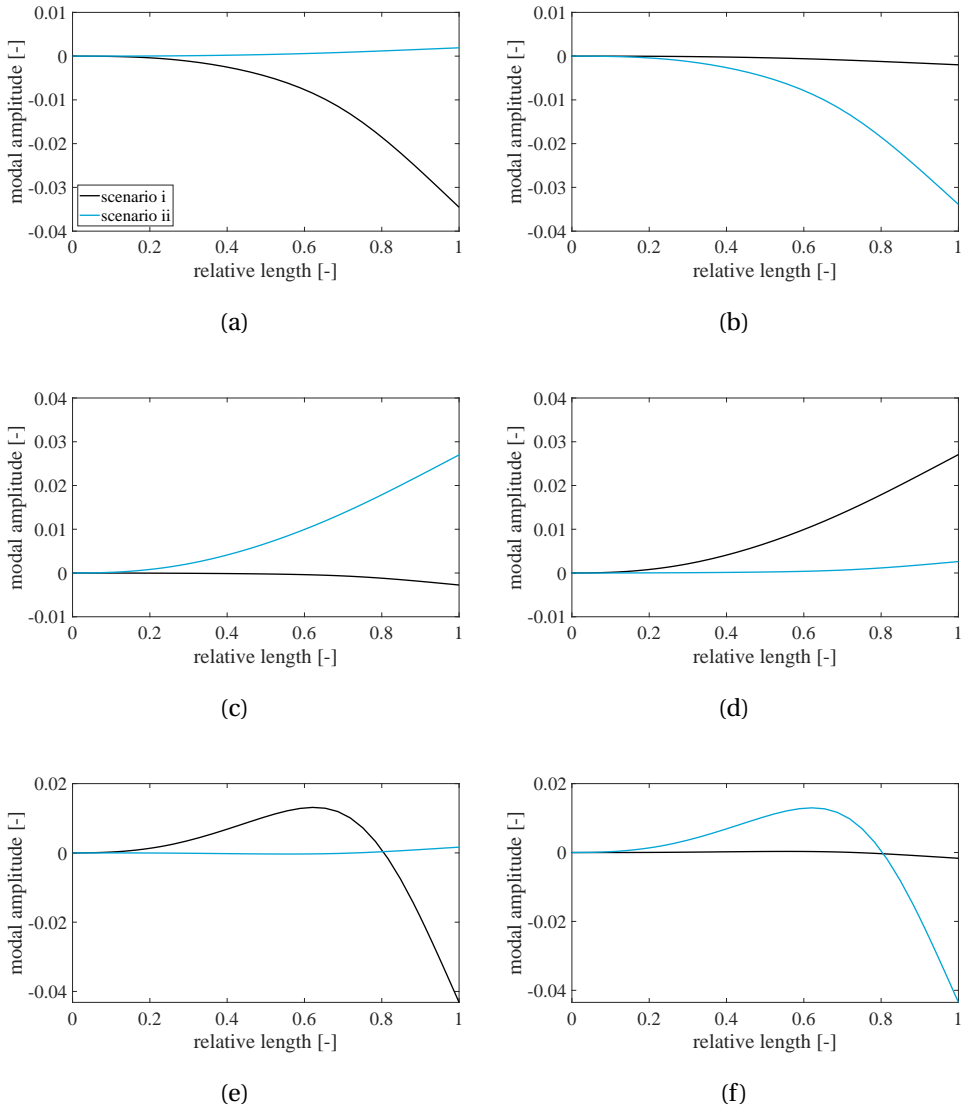 0.01
0
-0.01
-0.02
-0.03
-0.04
modal amplitude [-]
scenario i
scenario ii
0 0.2 0.4 0.6 0.8 1
relative length [-]
(a)
0.01
0
-0.01
-0.02
-0.03
-0.04
modal amplitude [-]
0 0.2 0.4 0.6 0.8 1
relative length [-]
(b)
0.04
0.03
0.02
0.01
0
-0.01
modal amplitude [-]
0 0.2 0.4 0.6 0.8 1
relative length [-]
(c)
0.04
0.03
0.02
0.01
0
-0.01
modal amplitude [-]
0 0.2 0.4 0.6 0.8 1
relative length [-]
(d)
0.02
0
-0.02
-0.04
modal amplitude [-]
0 0.2 0.4 0.6 0.8 1
relative length [-]
(e)
0.02
0
-0.02
-0.04
modal amplitude [-]
0 0.2 0.4 0.6 0.8 1
relative length [-]
(f)